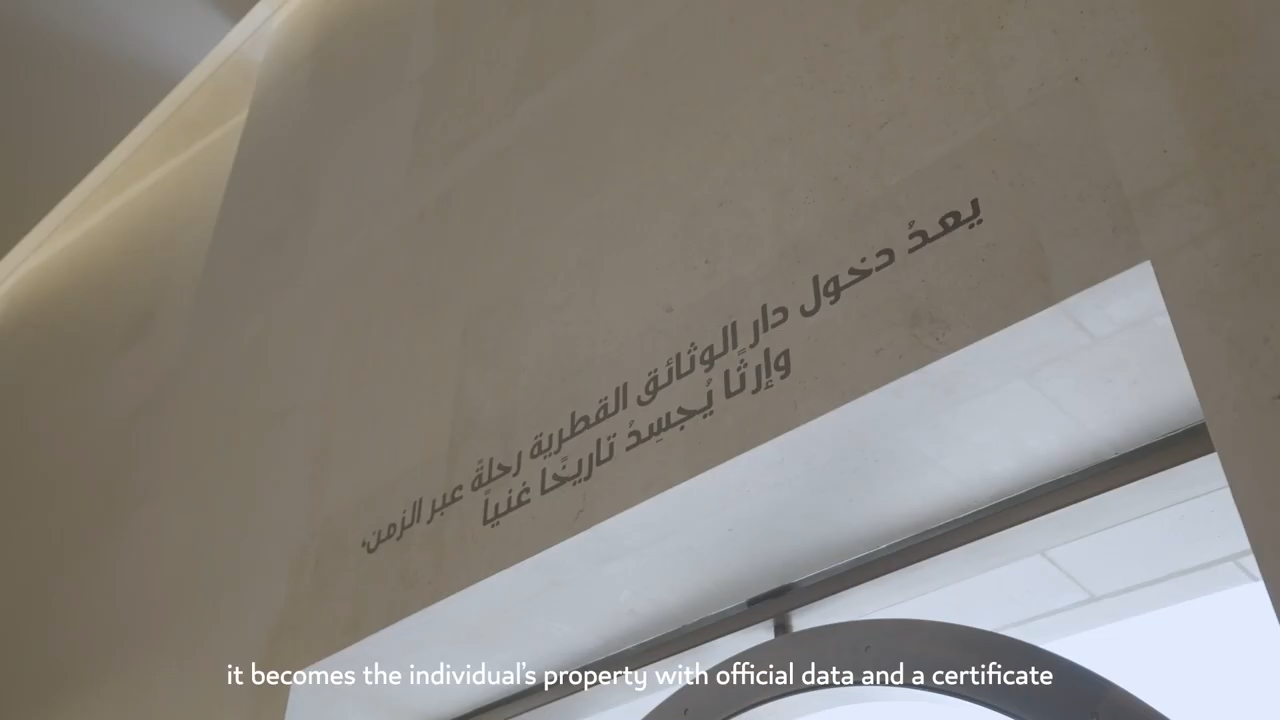 يعدُ دخول دار الوثائق القطرية رحلةً عبر الزمن،
وإرثًا يُجسِدُ تاريخًا غنياً
it becomes the individual's property with official data and a certificate